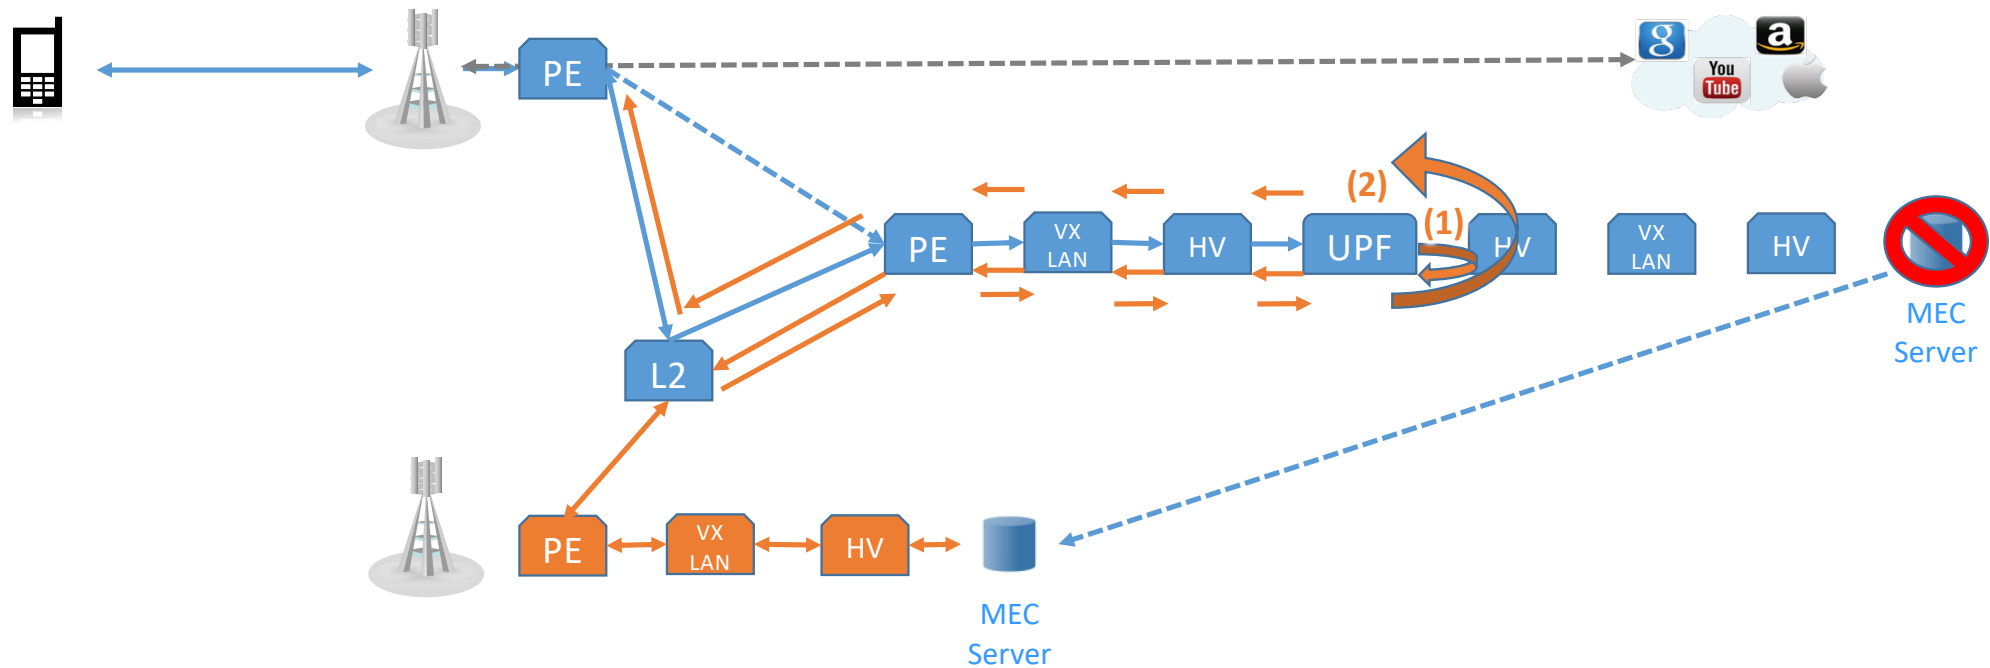 PE
g
a
You
Tube
(2)
(1)
PE
VX
LAN
HV
UPF
HV
VX
LAN
HV
MEC
Server
L2
PE
VX
LAN
HV
MEC
Server